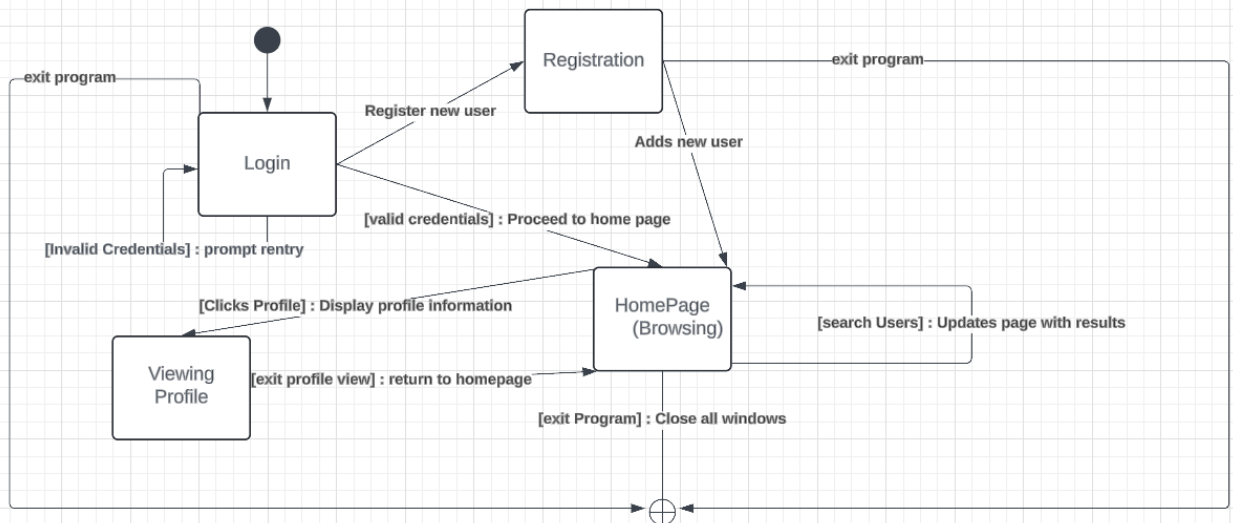 Registration
exit program
exit program
Register new user
Adds new user
Login
[valid credentials] : Proceed to home page
[Invalid Credentials] : prompt rentry
[Clicks Profile] : Display profile information
HomePage
(Browsing)
[search Users] : Updates page with results
Viewing
Profile
[exit profile view] : return to homepage
[exit Program] : Close all windows